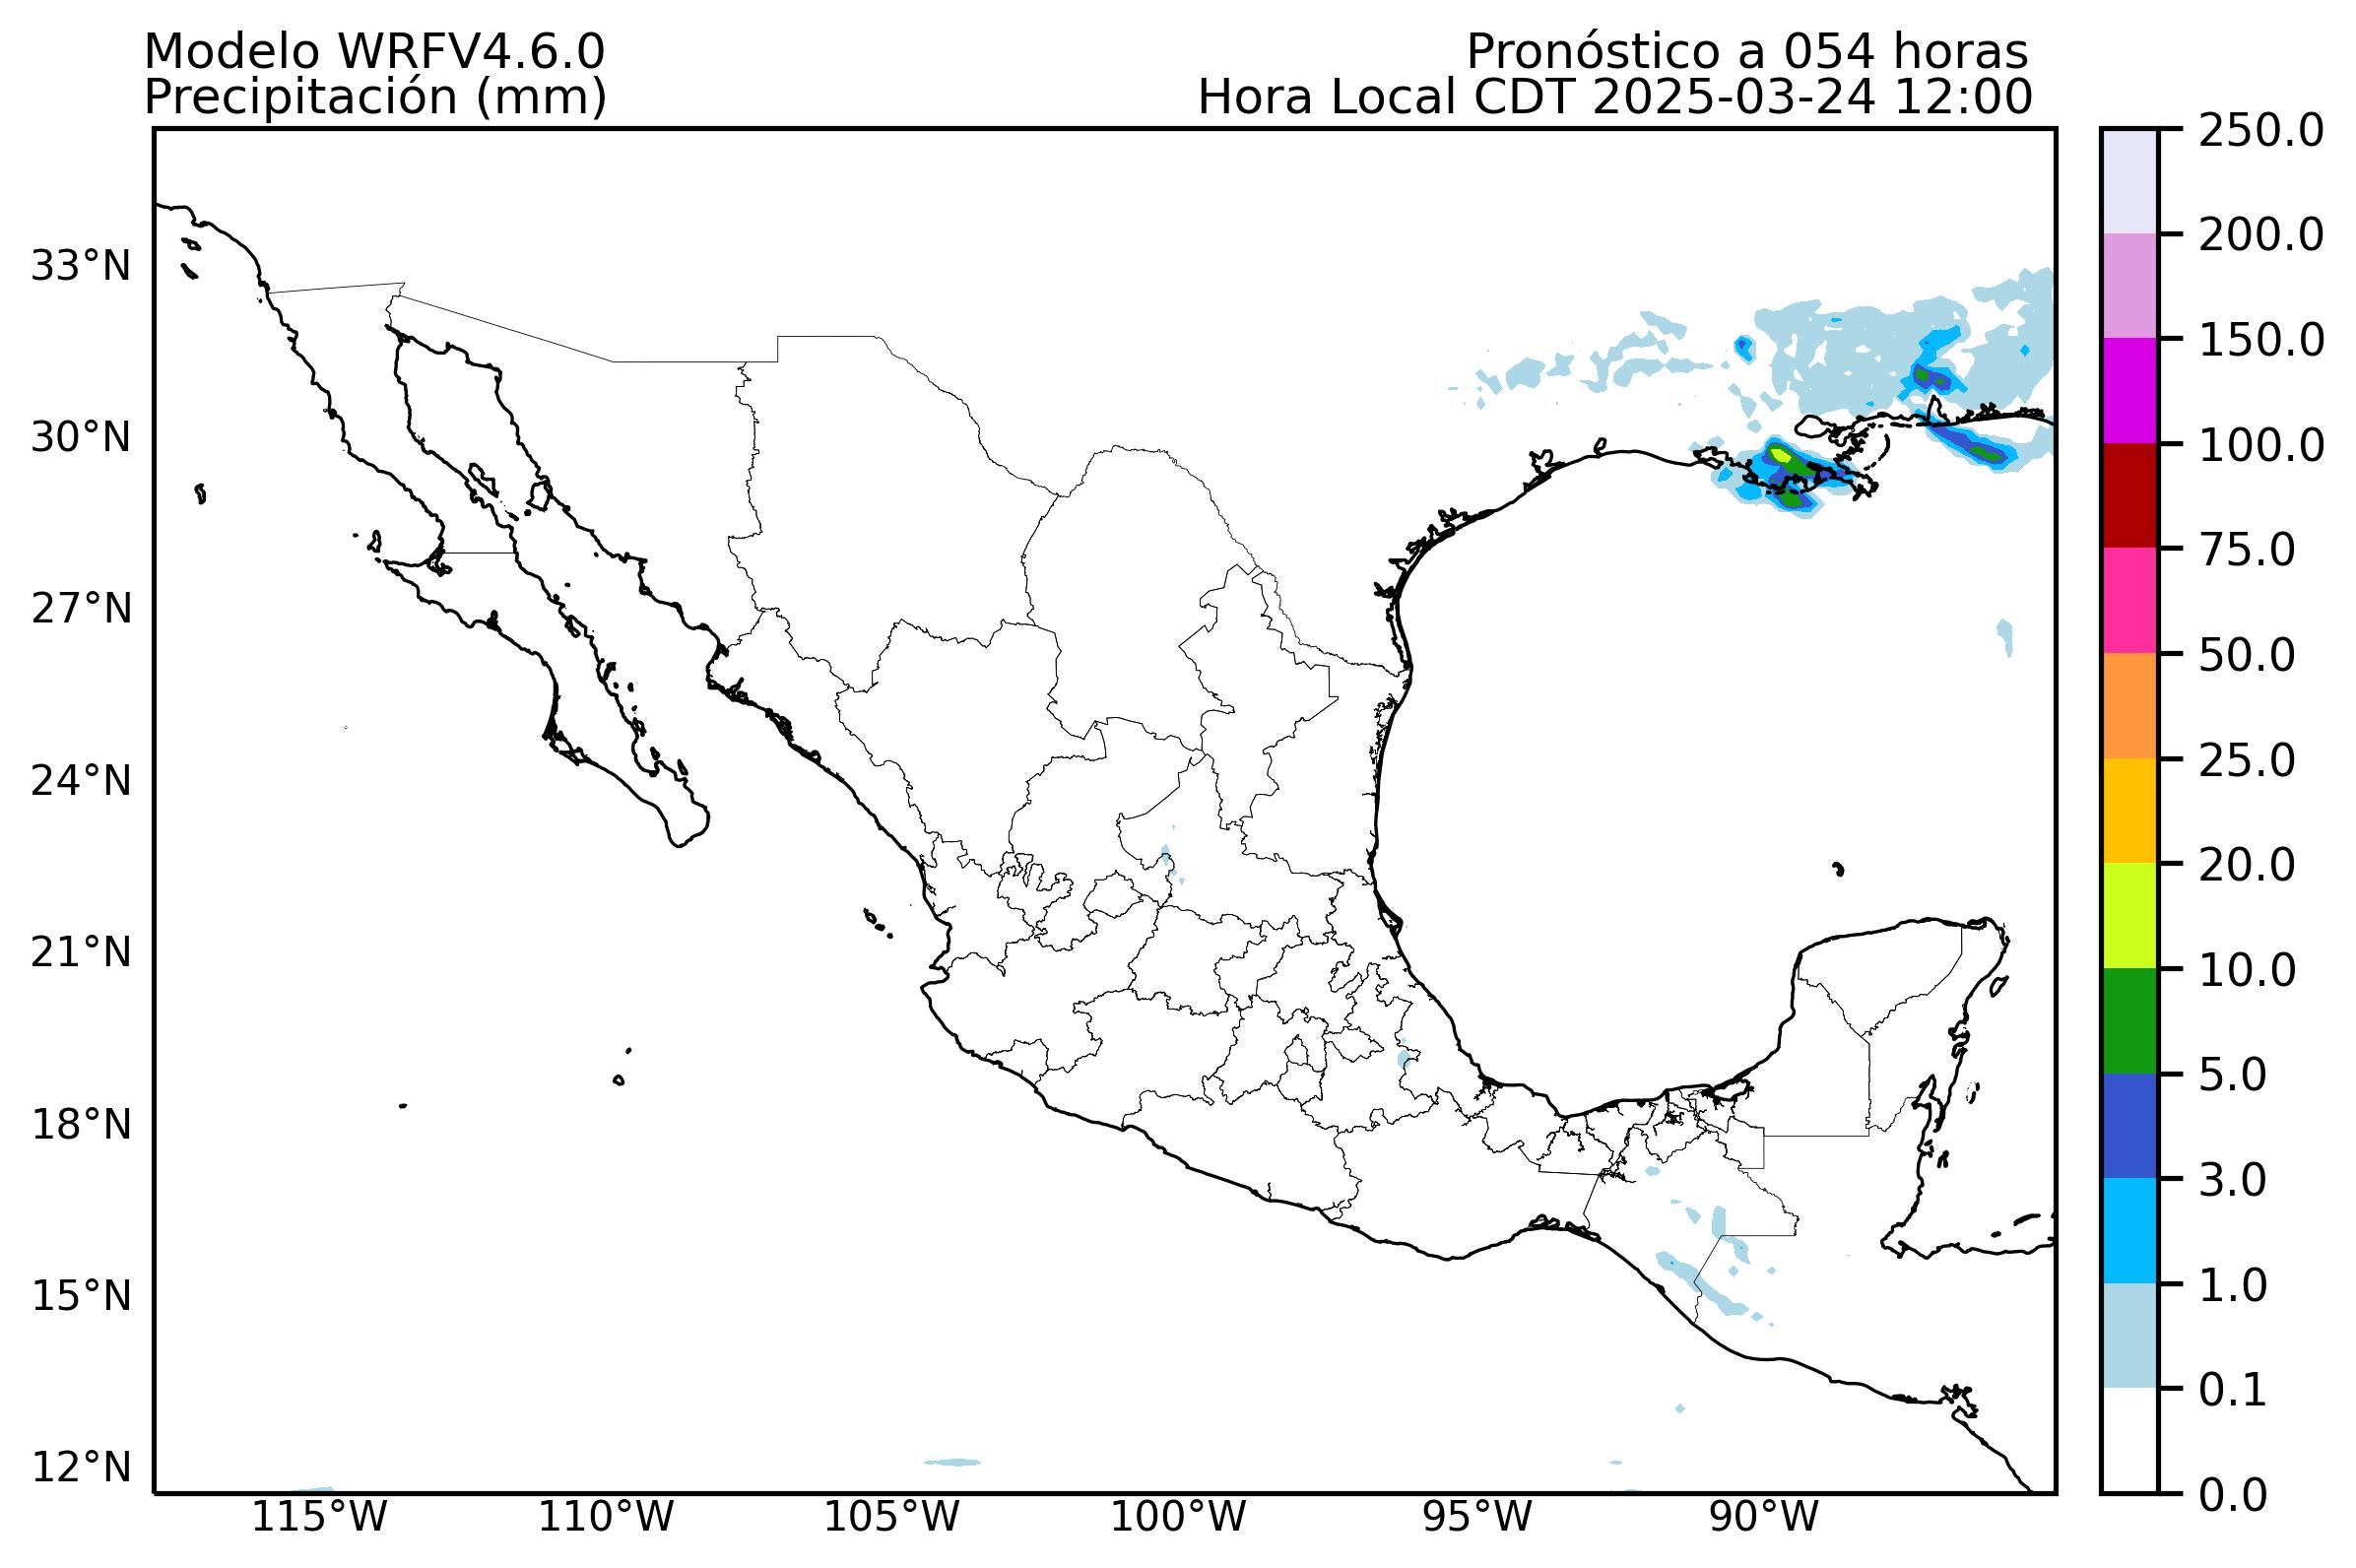 Modelo WRFV4.6.0
Precipitación (mm)
Pronóstico a 054 horas
Hora Local CDT 2025-03-24 12:00
33°N
30°N
27°N
24°N
21°N
18°N
15°N
12°N
115°W
110°W
105°W
100°W
95°W
90°W
250.0
200.0
150.0
100.0
75.0
50.0
25.0
20.0
10.0
5.0
3.0
1.0
0.1
0.0